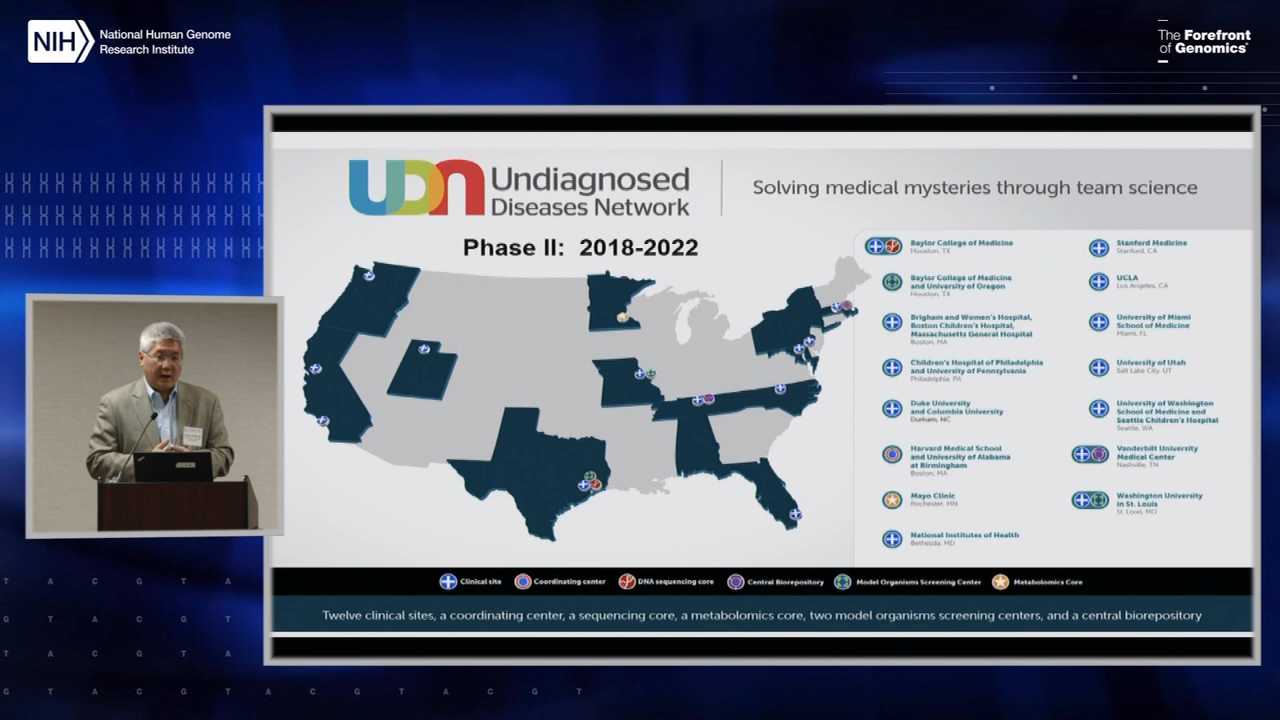 NIH
National Human Genome
Research Institute
The Forefront
of Genomics®
UDN
Undiagnosed
Diseases Network
Solving medical mysteries through team science
Phase II: 2018-2022
Baylor College of Medicine
Houston, TX
Baylor College of Medicine
and University of Oregon
Houston, TX
Brigham and Women's Hospital,
Boston Children's Hospital,
Massachusetts General Hospital
Boston, MA
Children's Hospital of Philadelphia
and University of Pennsylvania
Philadelphia, PA
Duke University
and Columbia University
Durham, NC
Harvard Medical School
and University of Alabama
at Birmingham
Boston, MA
Mayo Clinic
Rochester, MN
National Institutes of Health
Bethesda, MD
Stanford Medicine
Stanford, CA
UCLA
Los Angeles, CA
University of Miami
School of Medicine
Miami, FL
University of Utah
Salt Lake City, UT
University of Washington
School of Medicine and
Seattle Children's Hospital
Seattle, WA
Vanderbilt University
Medical Center
Nashville, TN
Washington University
in St. Louis
St. Louis, MO
Clinical site
Coordinating center
DNA sequencing core
Central Biorepository
Model Organisms Screening Center
Metabolomics Core
Twelve clinical sites, a coordinating center, a sequencing core, a metabolomics core, two model organisms screening centers, and a central biorepository
T A C G T A
G T A C G T
T A C G T A
G T A C G T A C G T A C G T